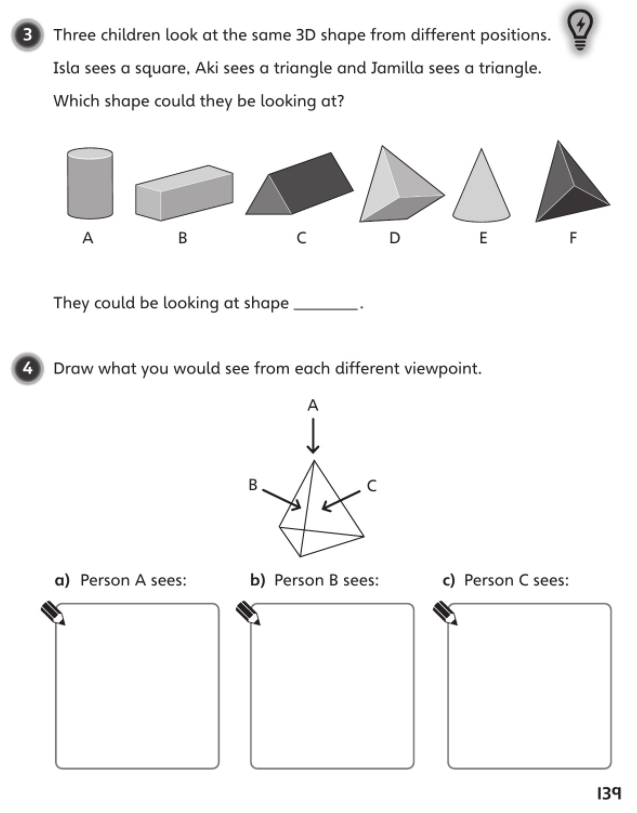 3 Three children look at the same 3D shape from different positions.
Isla sees a square, Aki sees a triangle and Jamilla sees a triangle.
Which shape could they be looking at?
A B C D E F
They could be looking at shape ________.
4 Draw what you would see from each different viewpoint.
A
B C
a) Person A sees: b) Person B sees: c) Person C sees:
139